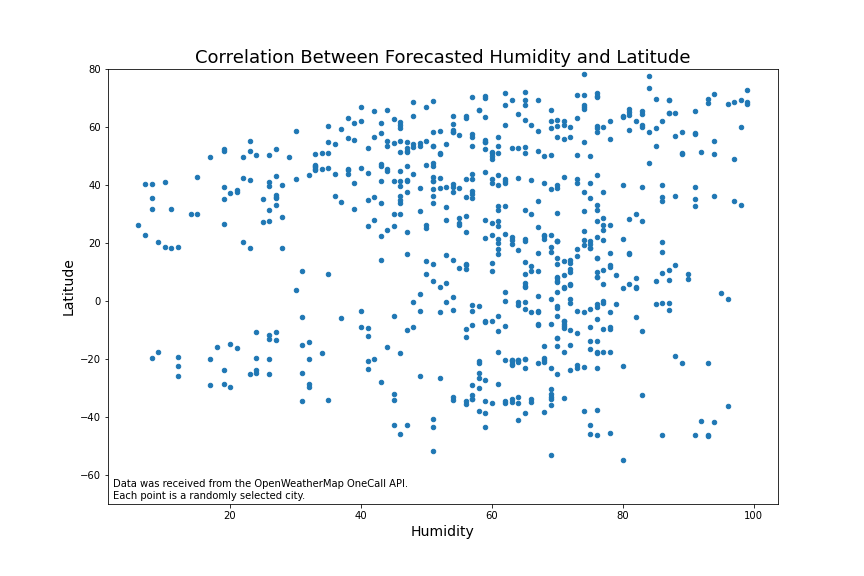 Correlation Between Forecasted Humidity and Latitude
80
60
40
20
0
−20
−40
−60
Latitude
Data was received from the OpenWeatherMap OneCall API.
Each point is a randomly selected city.
20 40 60 80 100
Humidity